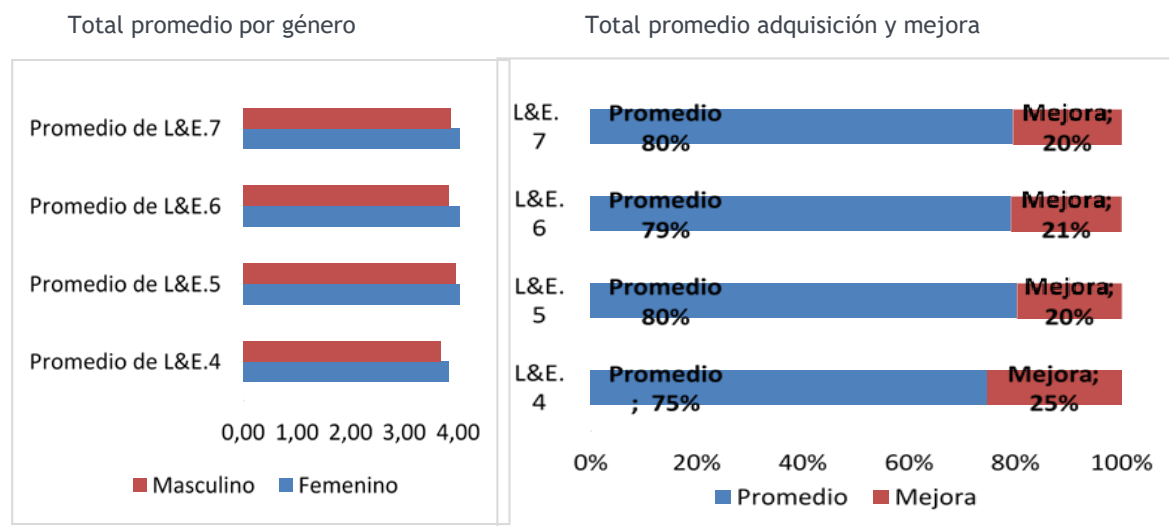 Total promedio por género
Promedio de L&E.7
Promedio de L&E.6
Promedio de L&E.5
Promedio de L&E.4
0,00 1,00 2,00 3,00 4,00
Masculino Femenino
Total promedio adquisición y mejora
L&E.
7
Promedio
80%
Mejora;
20%
L&E.
6
Promedio
79%
Mejora;
21%
L&E.
5
Promedio
80%
Mejora;
20%
L&E.
4
Promedio
; 75%
Mejora;
25%
0% 20% 40% 60% 80% 100%
Promedio Mejora